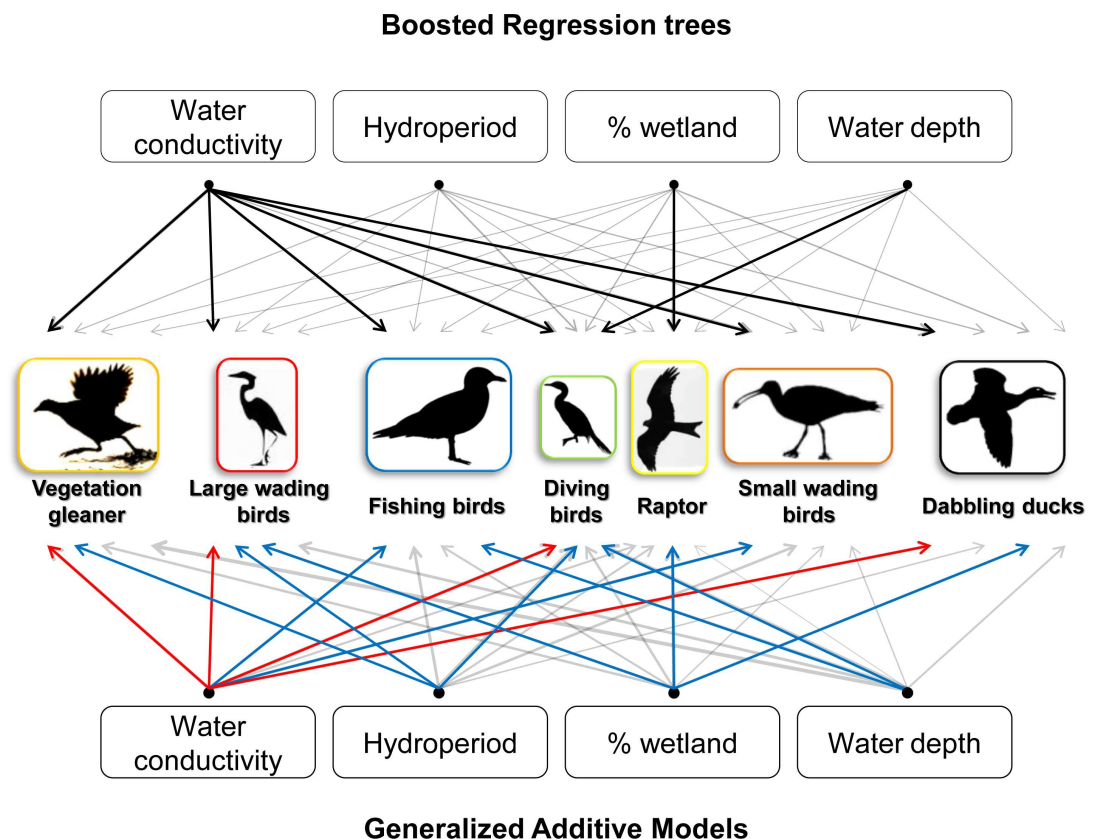 Boosted Regression trees
Water
conductivity
Hydroperiod
% wetland
Water depth
Vegetation
gleaner
Large wading
birds
Fishing birds
Diving
birds
Raptor
Small wading
birds
Dabbling ducks
Water
conductivity
Hydroperiod
% wetland
Water depth
Generalized Additive Models